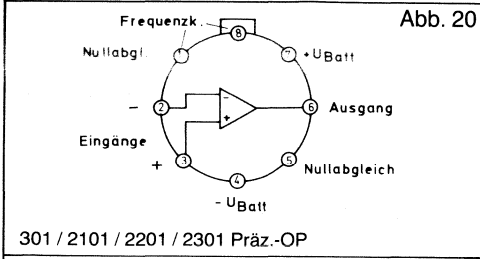 Abb. 20
Frequenzk.
8
Nullabgl.
1
7
+UBatt
-
2
-
+
6
Ausgang
Eingänge
+
3
5
Nullabgleich
4
- UBatt
301 / 2101 / 2201 / 2301 Präz.-OP